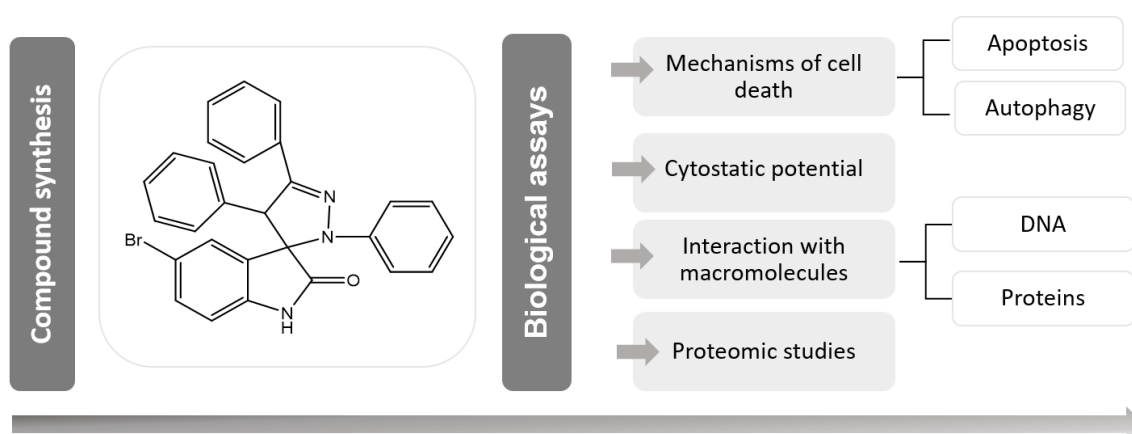 Compound synthesis
Br
N
N
O
N
H
Biological assays
Mechanisms of cell
death
Apoptosis
Autophagy
Cytostatic potential
Interaction with
macromolecules
DNA
Proteins
Proteomic studies